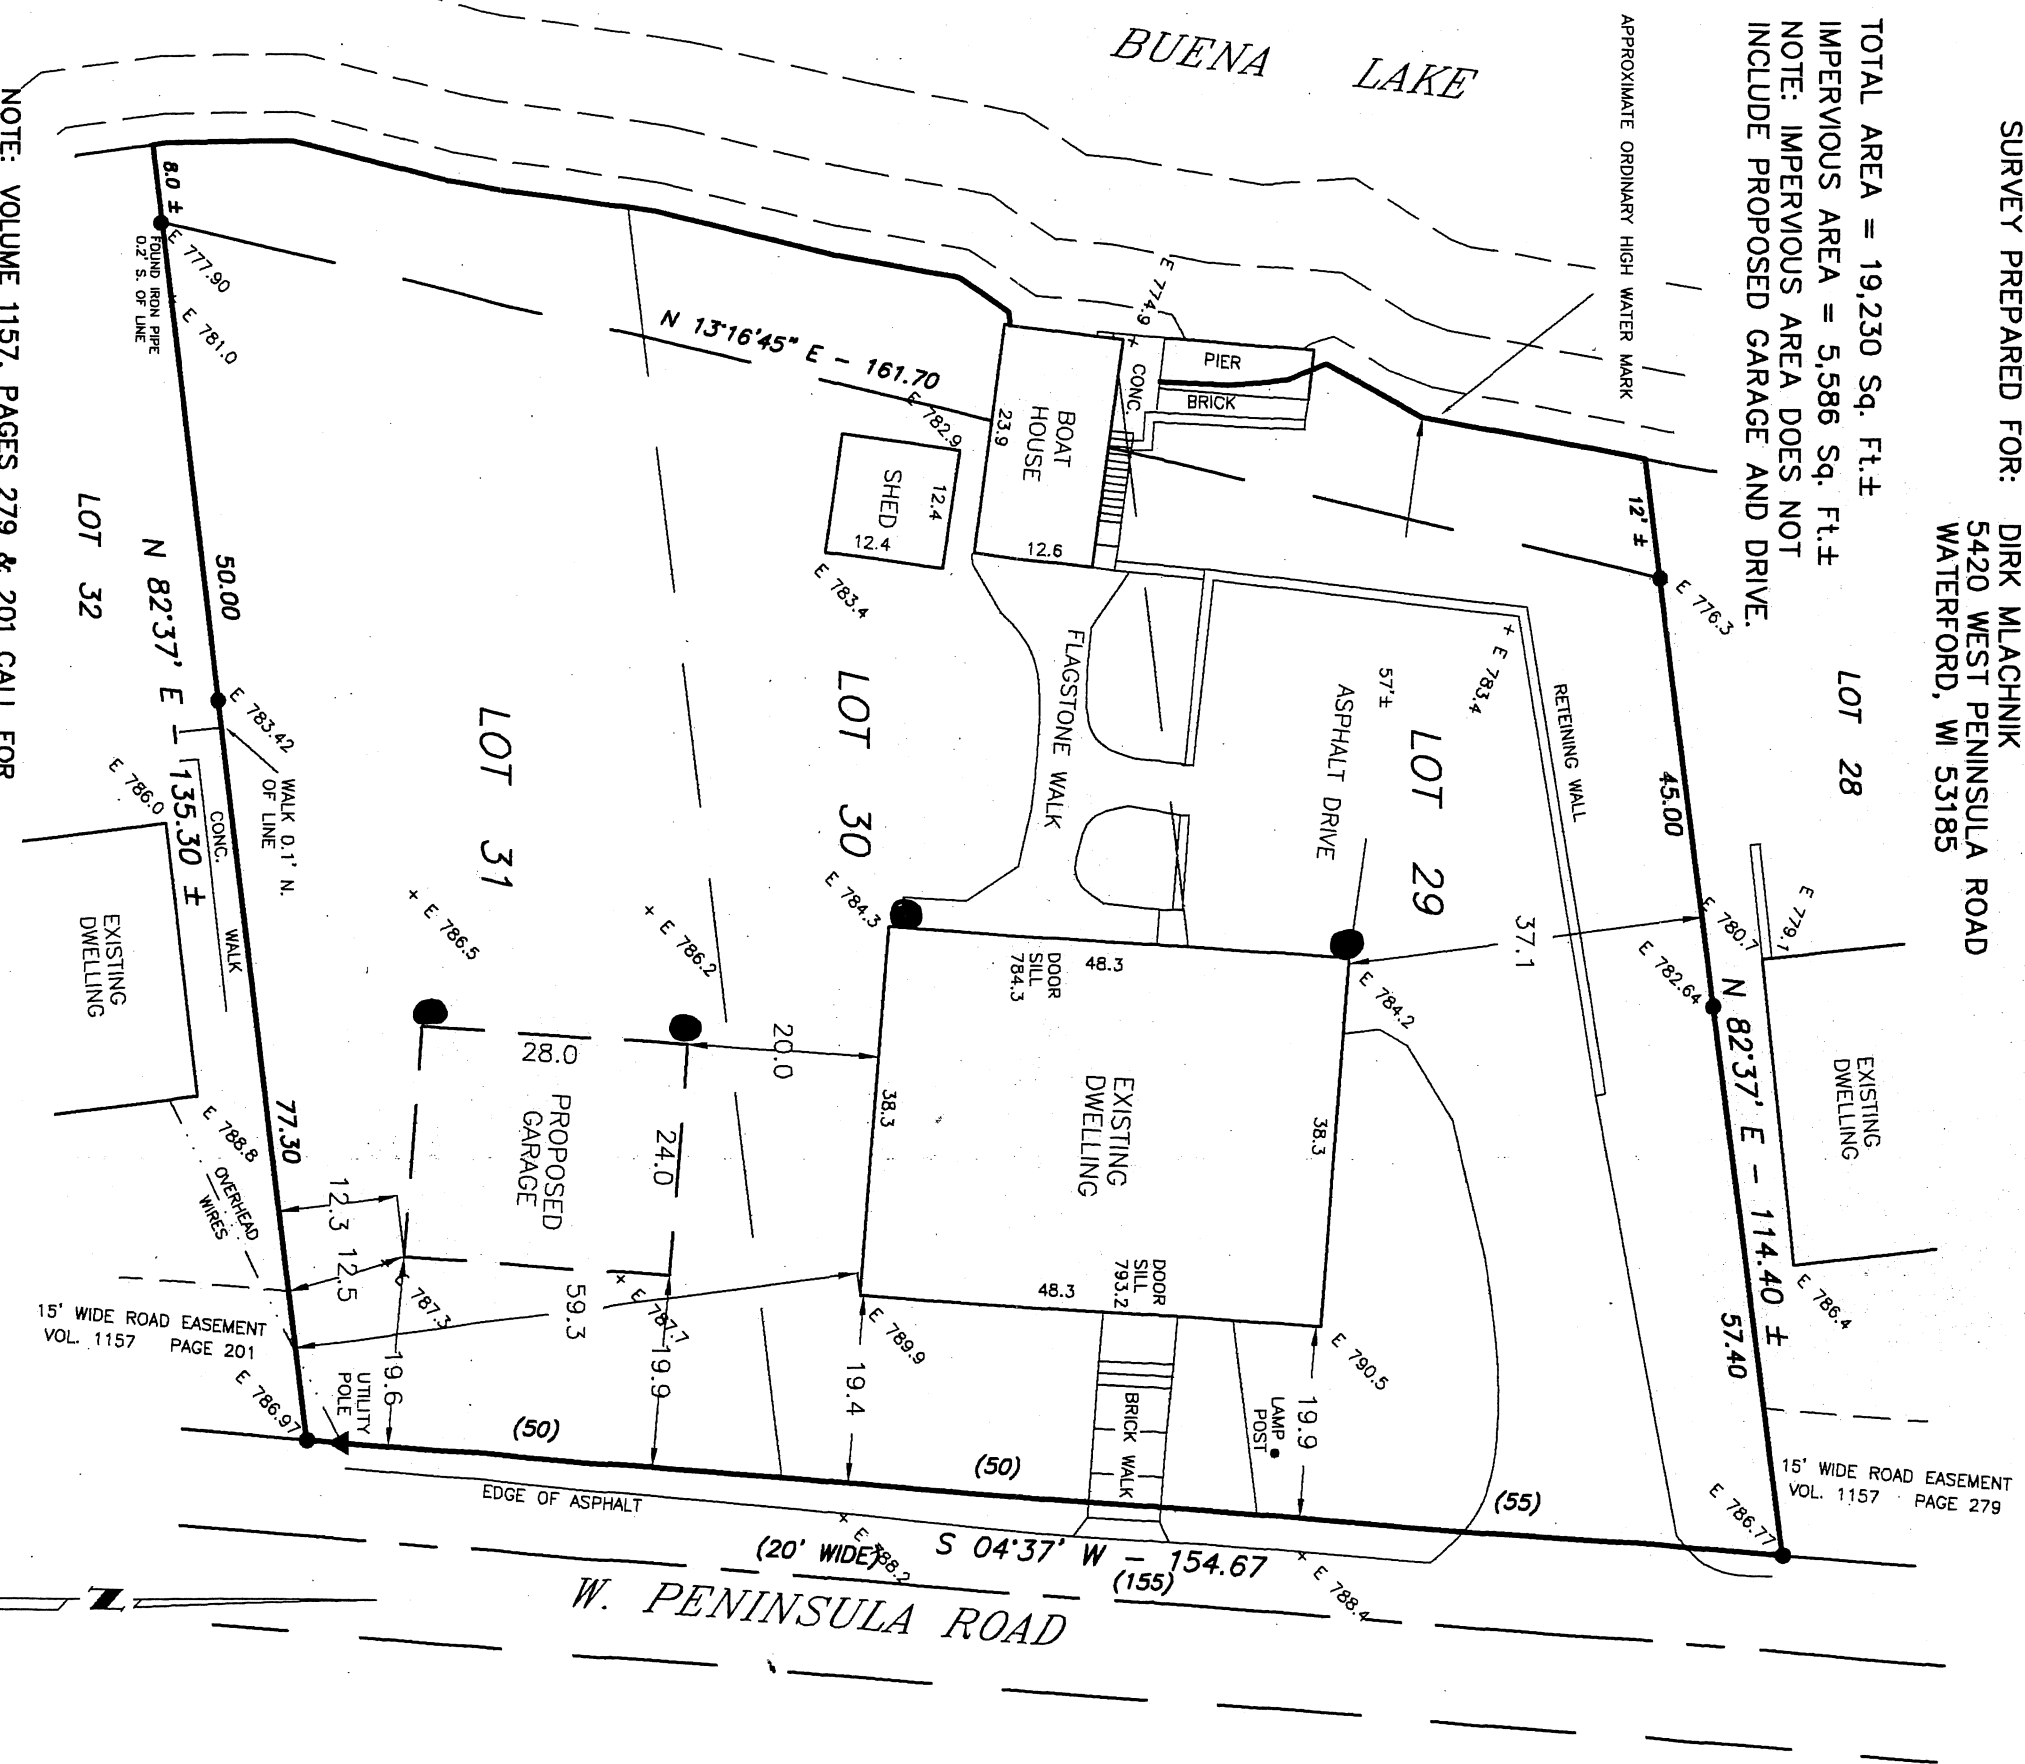 SURVEY PREPARED FOR: DIRK MLACHNIK
5420 WEST PENINSULA ROAD
WATERFORD, WI 53185
TOTAL AREA = 19,230 Sq. Ft.±
IMPERVIOUS AREA = 5,586 Sq. Ft.±
NOTE: IMPERVIOUS AREA DOES NOT
INCLUDE PROPOSED GARAGE AND DRIVE.
APPROXIMATE ORDINARY HIGH WATER MARK
BUENA LAKE
LOT 28
12' ±
E 776.3
45.00
E 780.7
E 779.7
E 782.64
N 82°37' E - 114.40 ±
57.40
EXISTING
DWELLING
E 786.4
15' WIDE ROAD EASEMENT
VOL. 1157 PAGE 279
E 786.77
RETEINING WALL
E 783.4
57'±
LOT 29
ASPHALT DRIVE
37.1
E 774.9
PIER
BRICK
CONC.
BOAT
HOUSE
23.9
12.6
SHED
12.4
12.4
E 782.9
E 783.4
N 13°16'45" E - 161.70
FLAGSTONE WALK
LOT 30
E 784.3
DOOR
SILL
784.3
48.3
E 784.2
EXISTING
DWELLING
38.3
38.3
DOOR
SILL
793.2
48.3
E 789.9
E 790.5
19.4
19.9
LAMP
POST
BRICK WALK
LOT 31
E 786.5
E 786.2
20.0
28.0
24.0
PROPOSED
GARAGE
12.3
12.5
59.3
E 787.3
E 787.7
19.6
19.9
UTILITY
POLE
8.0 ±
E 777.90
FOUND IRON PIPE
0.2' S. OF LINE
E 781.0
50.00
E 783.42
WALK 0.1' N.
OF LINE
LOT 32
N 82°37' E - 135.30 ±
E 786.0
CONC. WALK
EXISTING
DWELLING
77.30
E 788.8
OVERHEAD
WIRES
15' WIDE ROAD EASEMENT
VOL. 1157 PAGE 201
E 786.97
(50)
(50)
(55)
EDGE OF ASPHALT
E 788.2
(20' WIDE)
S 04°37' W - 154.67
(155)
E 788.4
W. PENINSULA ROAD
Z
NOTE: VOLUME 1157, PAGES 279 & 201 CALL FOR